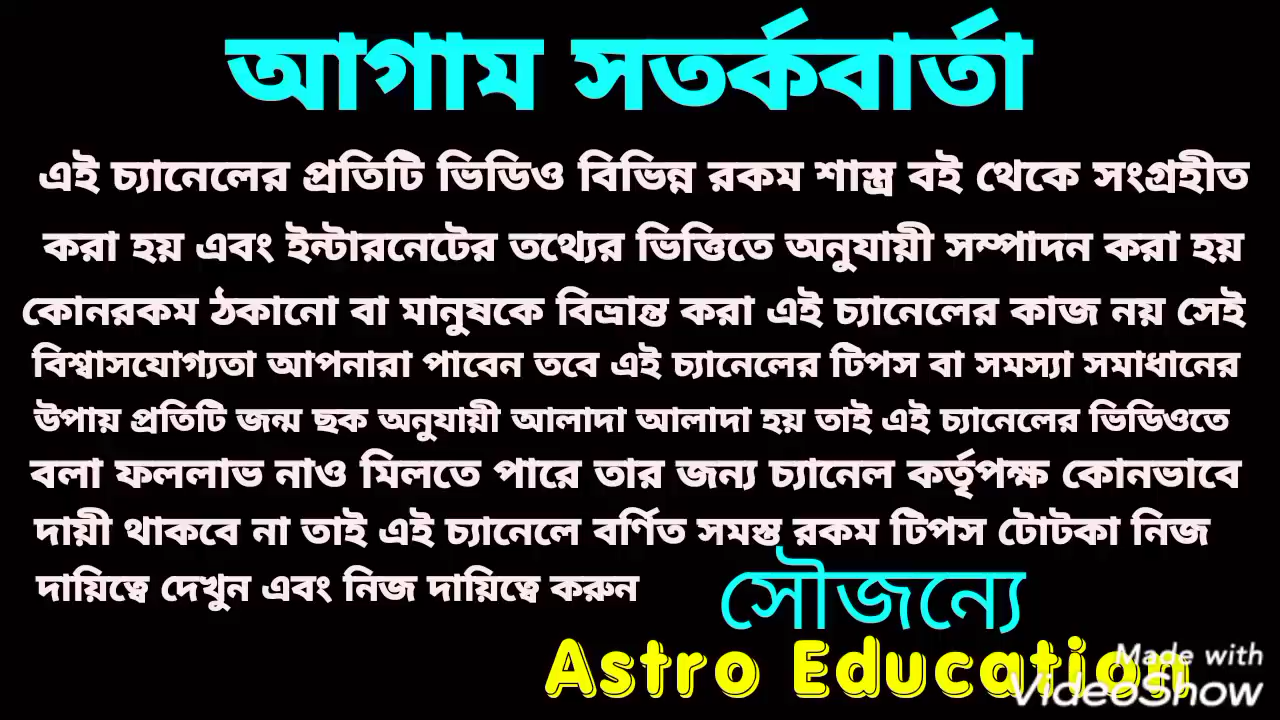 আগাম সতর্কবার্তা
এই চ্যানেলের প্রতিটি ভিডিও বিভিন্ন রকম শাস্ত্র বই থেকে সংগ্রহীত
করা হয় এবং ইন্টারনেটের তথ্যের ভিত্তিতে অনুযায়ী সম্পাদন করা হয়
কোনরকম ঠকানো বা মানুষকে বিভ্রান্ত করা এই চ্যানেলের কাজ নয় সেই
বিশ্বাসযোগ্যতা আপনারা পাবেন তবে এই চ্যানেলের টিপস বা সমস্যা সমাধানের
উপায় প্রতিটি জন্ম ছক অনুযায়ী আলাদা আলাদা হয় তাই এই চ্যানেলের ভিডিওতে
বলা ফললাভ নাও মিলতে পারে তার জন্য চ্যানেল কর্তৃপক্ষ কোনভাবে
দায়ী থাকবে না তাই এই চ্যানেলে বর্ণিত সমস্ত রকম টিপস টোটকা নিজ
দায়িত্বে দেখুন এবং নিজ দায়িত্বে করুন
সৌজন্যে
Astro Education
Made with
VideoShow